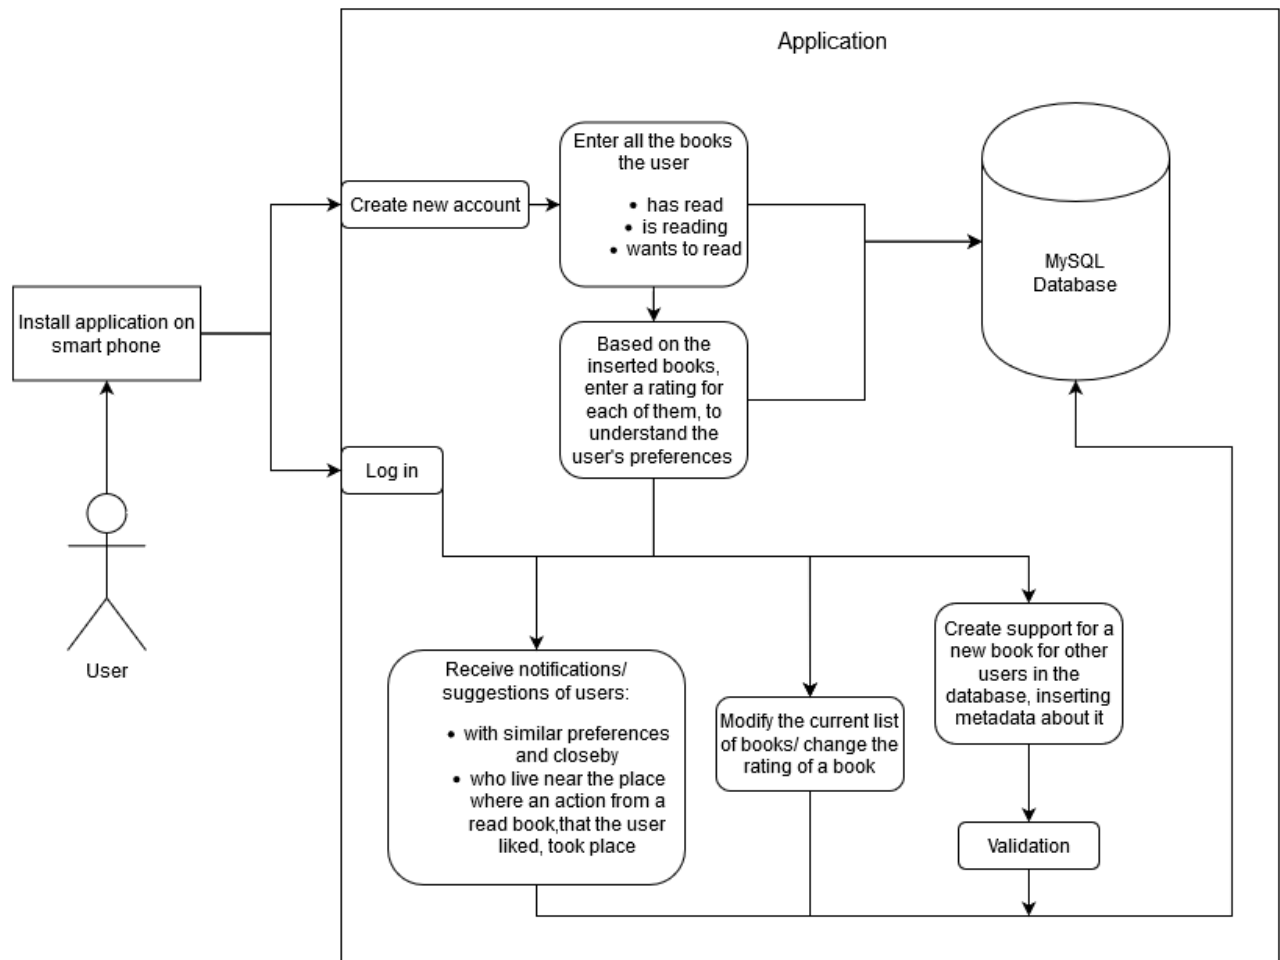 Application
Enter all the books
the user
• has read
• is reading
• wants to read
Create new account
MySQL
Database
Install application on
smart phone
Based on the
inserted books,
enter a rating for
each of them, to
understand the
user's preferences
Log in
User
Receive notifications/
suggestions of users:
• with similar preferences
and closeby
• who live near the place
where an action from a
read book,that the user
liked, took place
Modify the current list
of books/ change the
rating of a book
Create support for a
new book for other
users in the
database, inserting
metadata about it
Validation